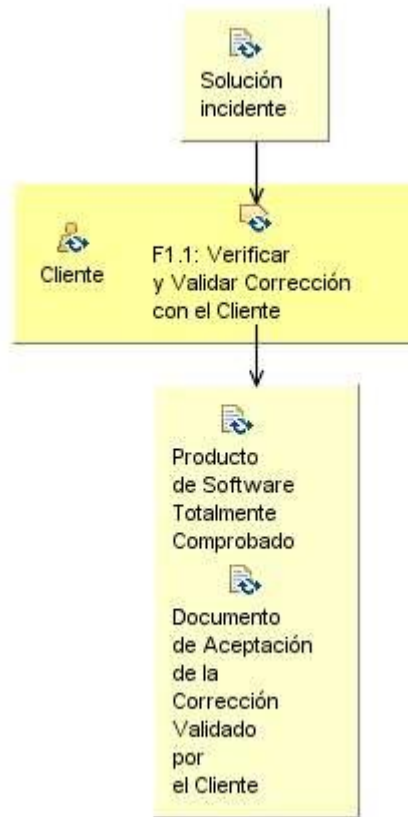 Solución
incidente
Cliente
F1.1: Verificar
y Validar Corrección
con el Cliente
Producto
de Software
Totalmente
Comprobado
Documento
de Aceptación
de la
Corrección
Validado
por
el Cliente